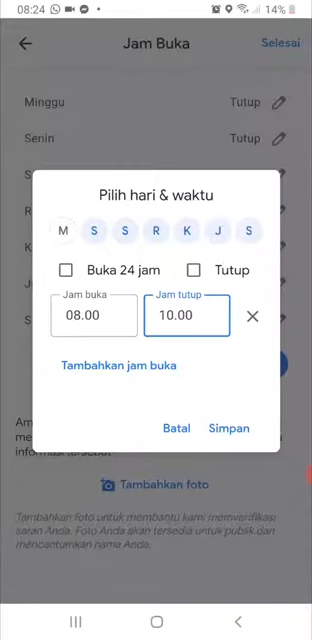 08:24
14%
Jam Buka
Selesai
Minggu
Tutup
Senin
Tutup
S
Pilih hari & waktu
R
M S S R K J S
K
Buka 24 jam
Tutup
J
Jam buka
Jam tutup
S
08.00
10.00
Tambahkan jam buka
Am
me
Batal
Simpan
Tambahkan foto
Tambahkan foto untuk membantu kami memverifikasi
saran Anda. Foto Anda akan tersedia untuk publik dan
mencantumkan nama Anda.